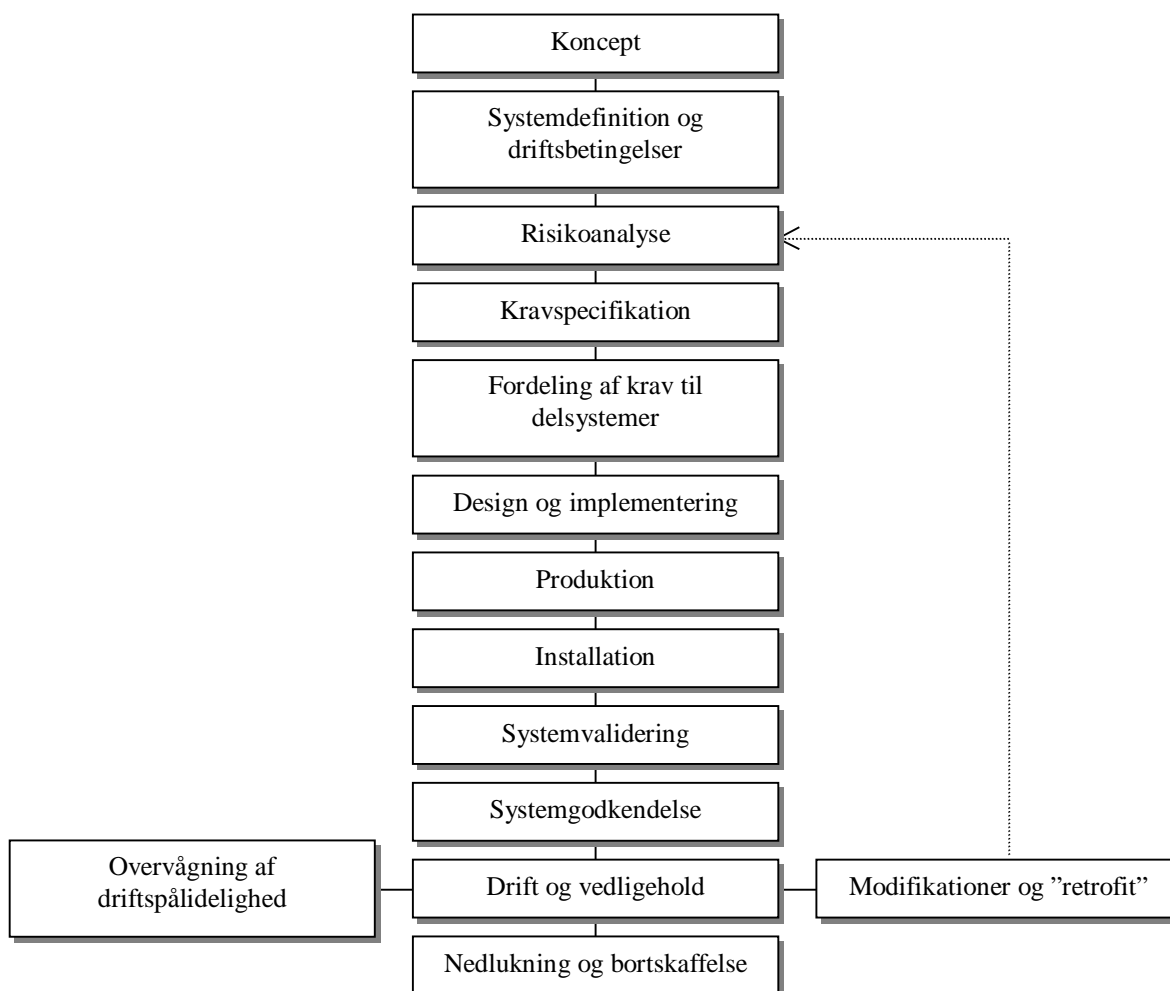 Koncept
Systemdefinition og
driftsbetingelser
Risikoanalyse
Kravspecifikation
Fordeling af krav til
delsystemer
Design og implementering
Produktion
Installation
Systemvalidering
Systemgodkendelse
Overvågning af
driftspålidelighed
Drift og vedligehold
Modifikationer og ”retrofit”
Nedlukning og bortskaffelse